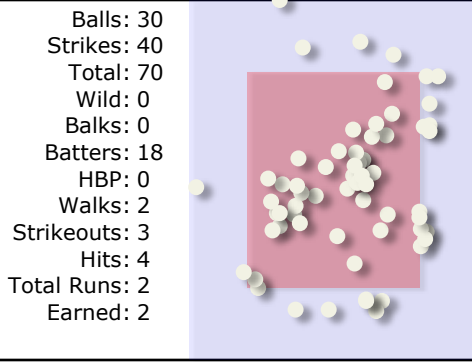 Balls: 30
Strikes: 40
Total: 70
Wild: 0
Balks: 0
Batters: 18
HBP: 0
Walks: 2
Strikeouts: 3
Hits: 4
Total Runs: 2
Earned: 2